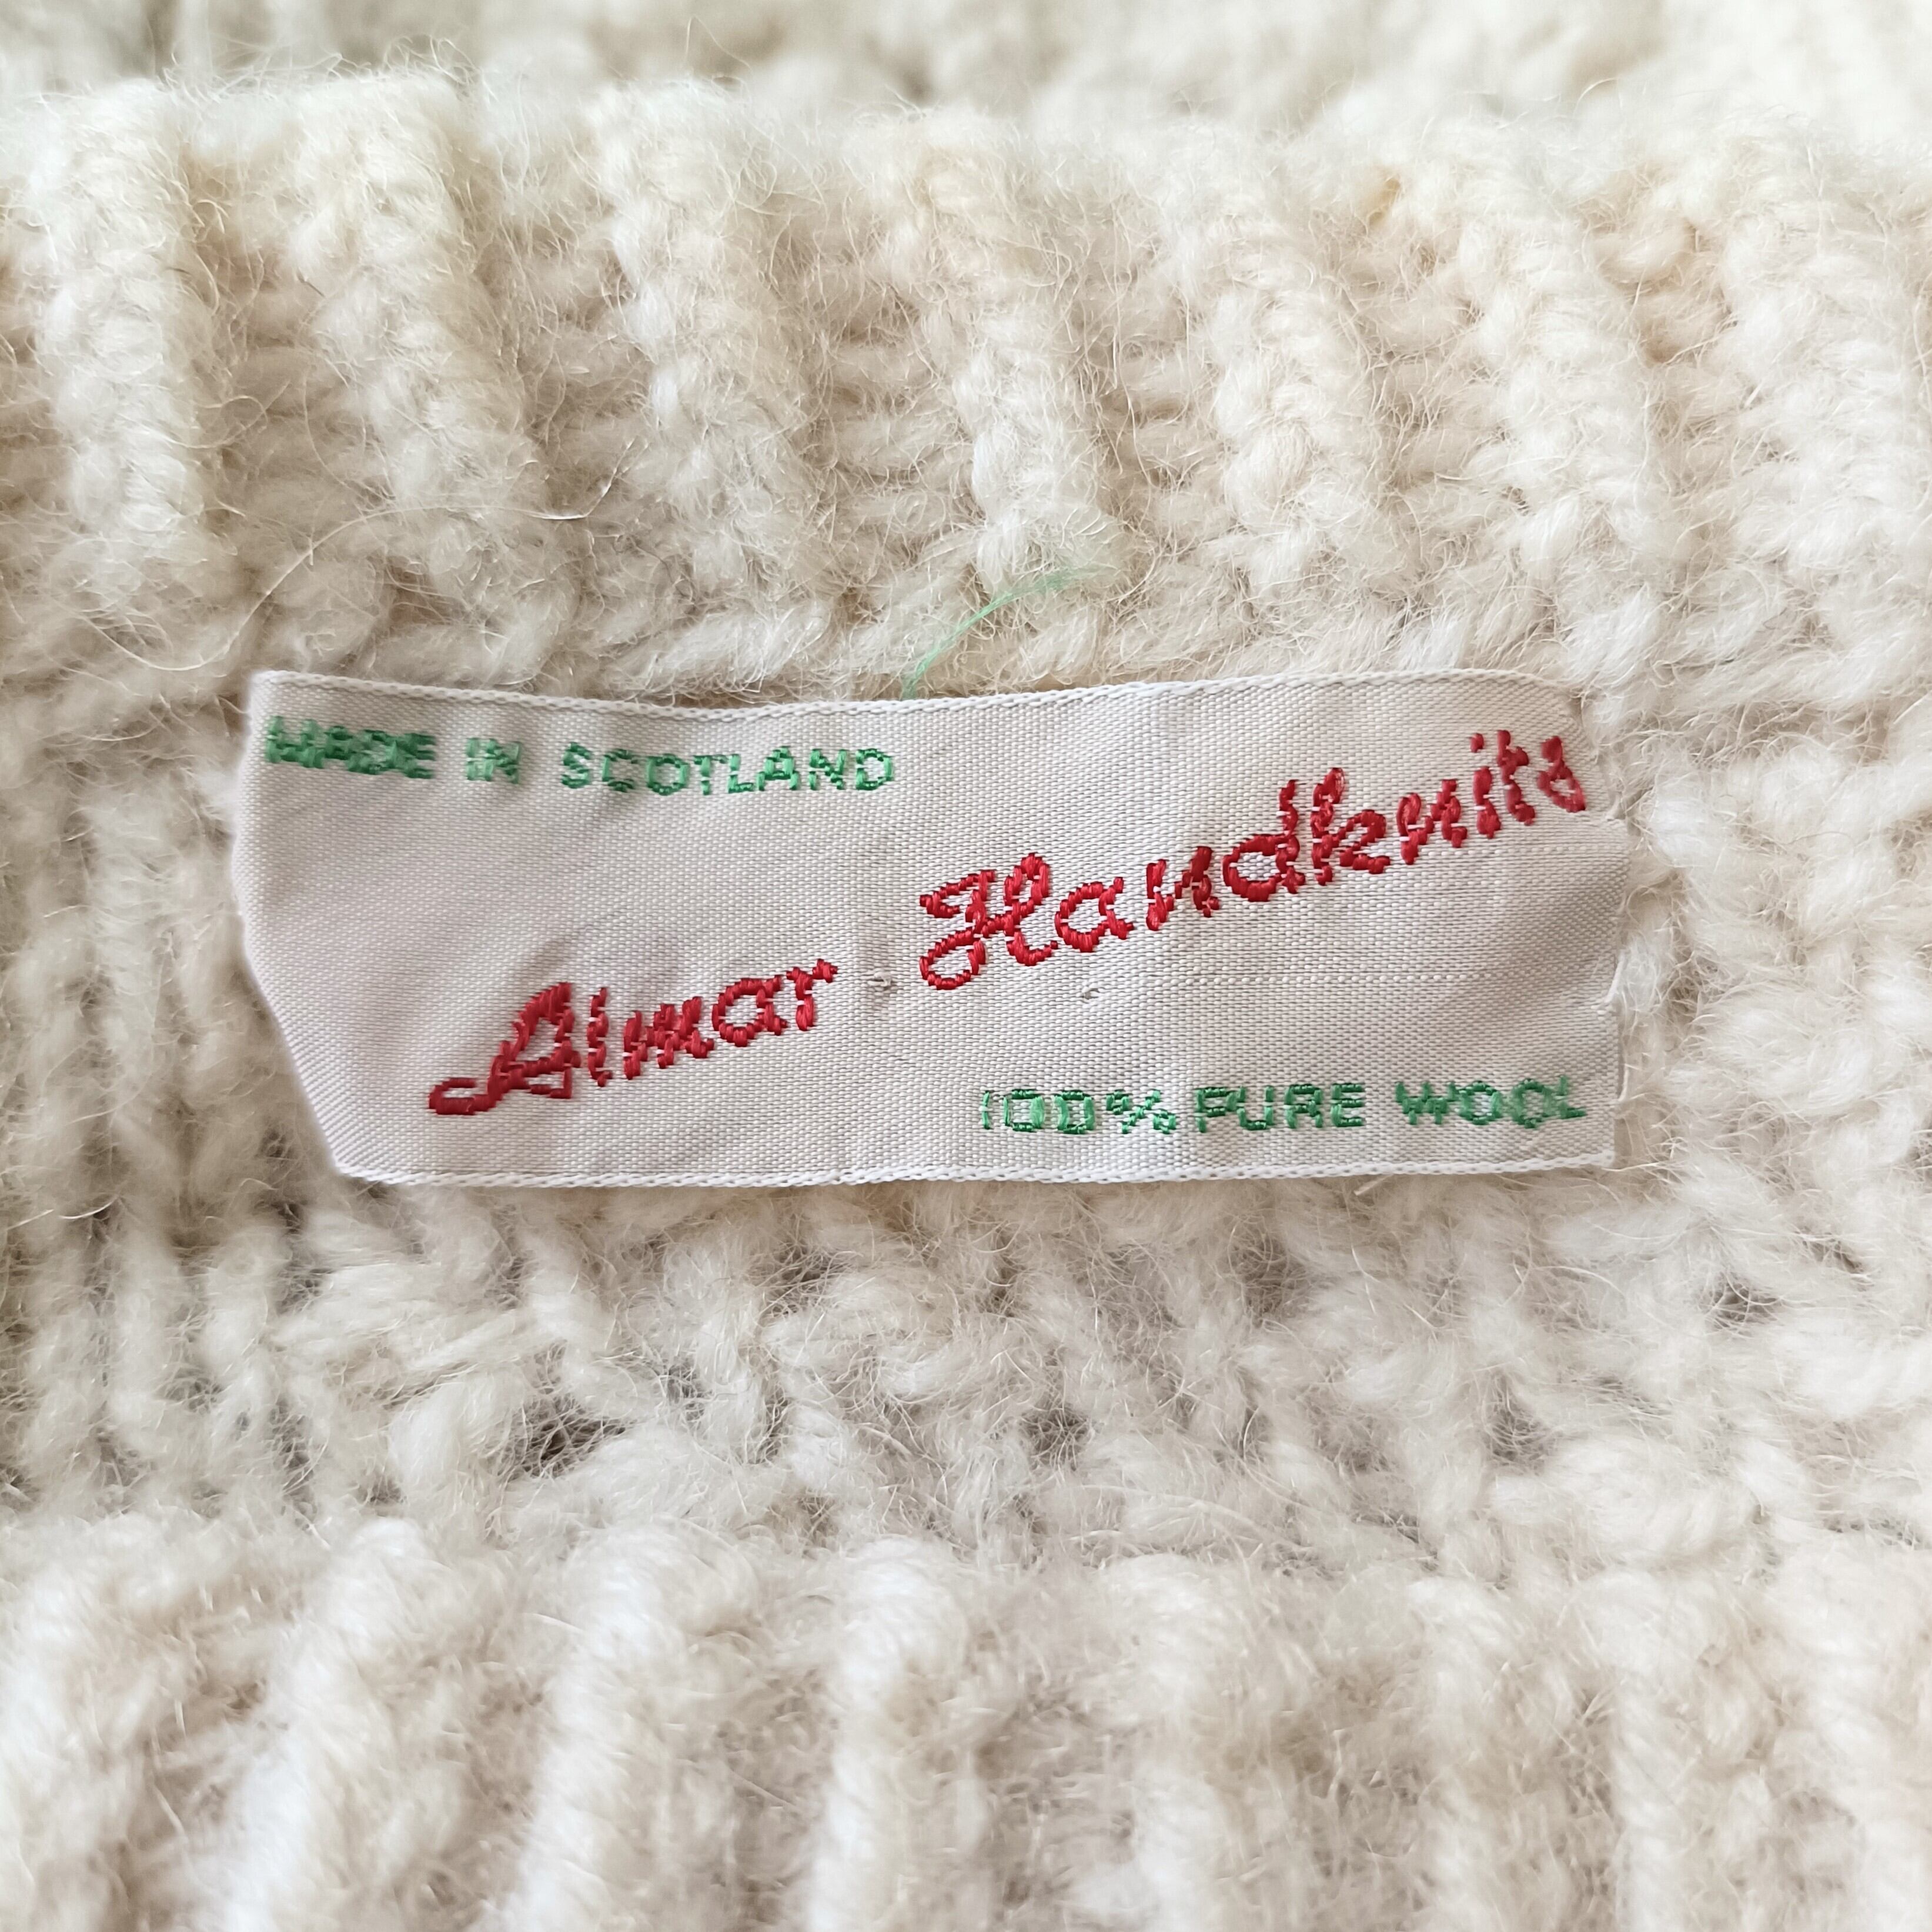 MADE IN SCOTLAND
Almar Handknits
100% PURE WOOL